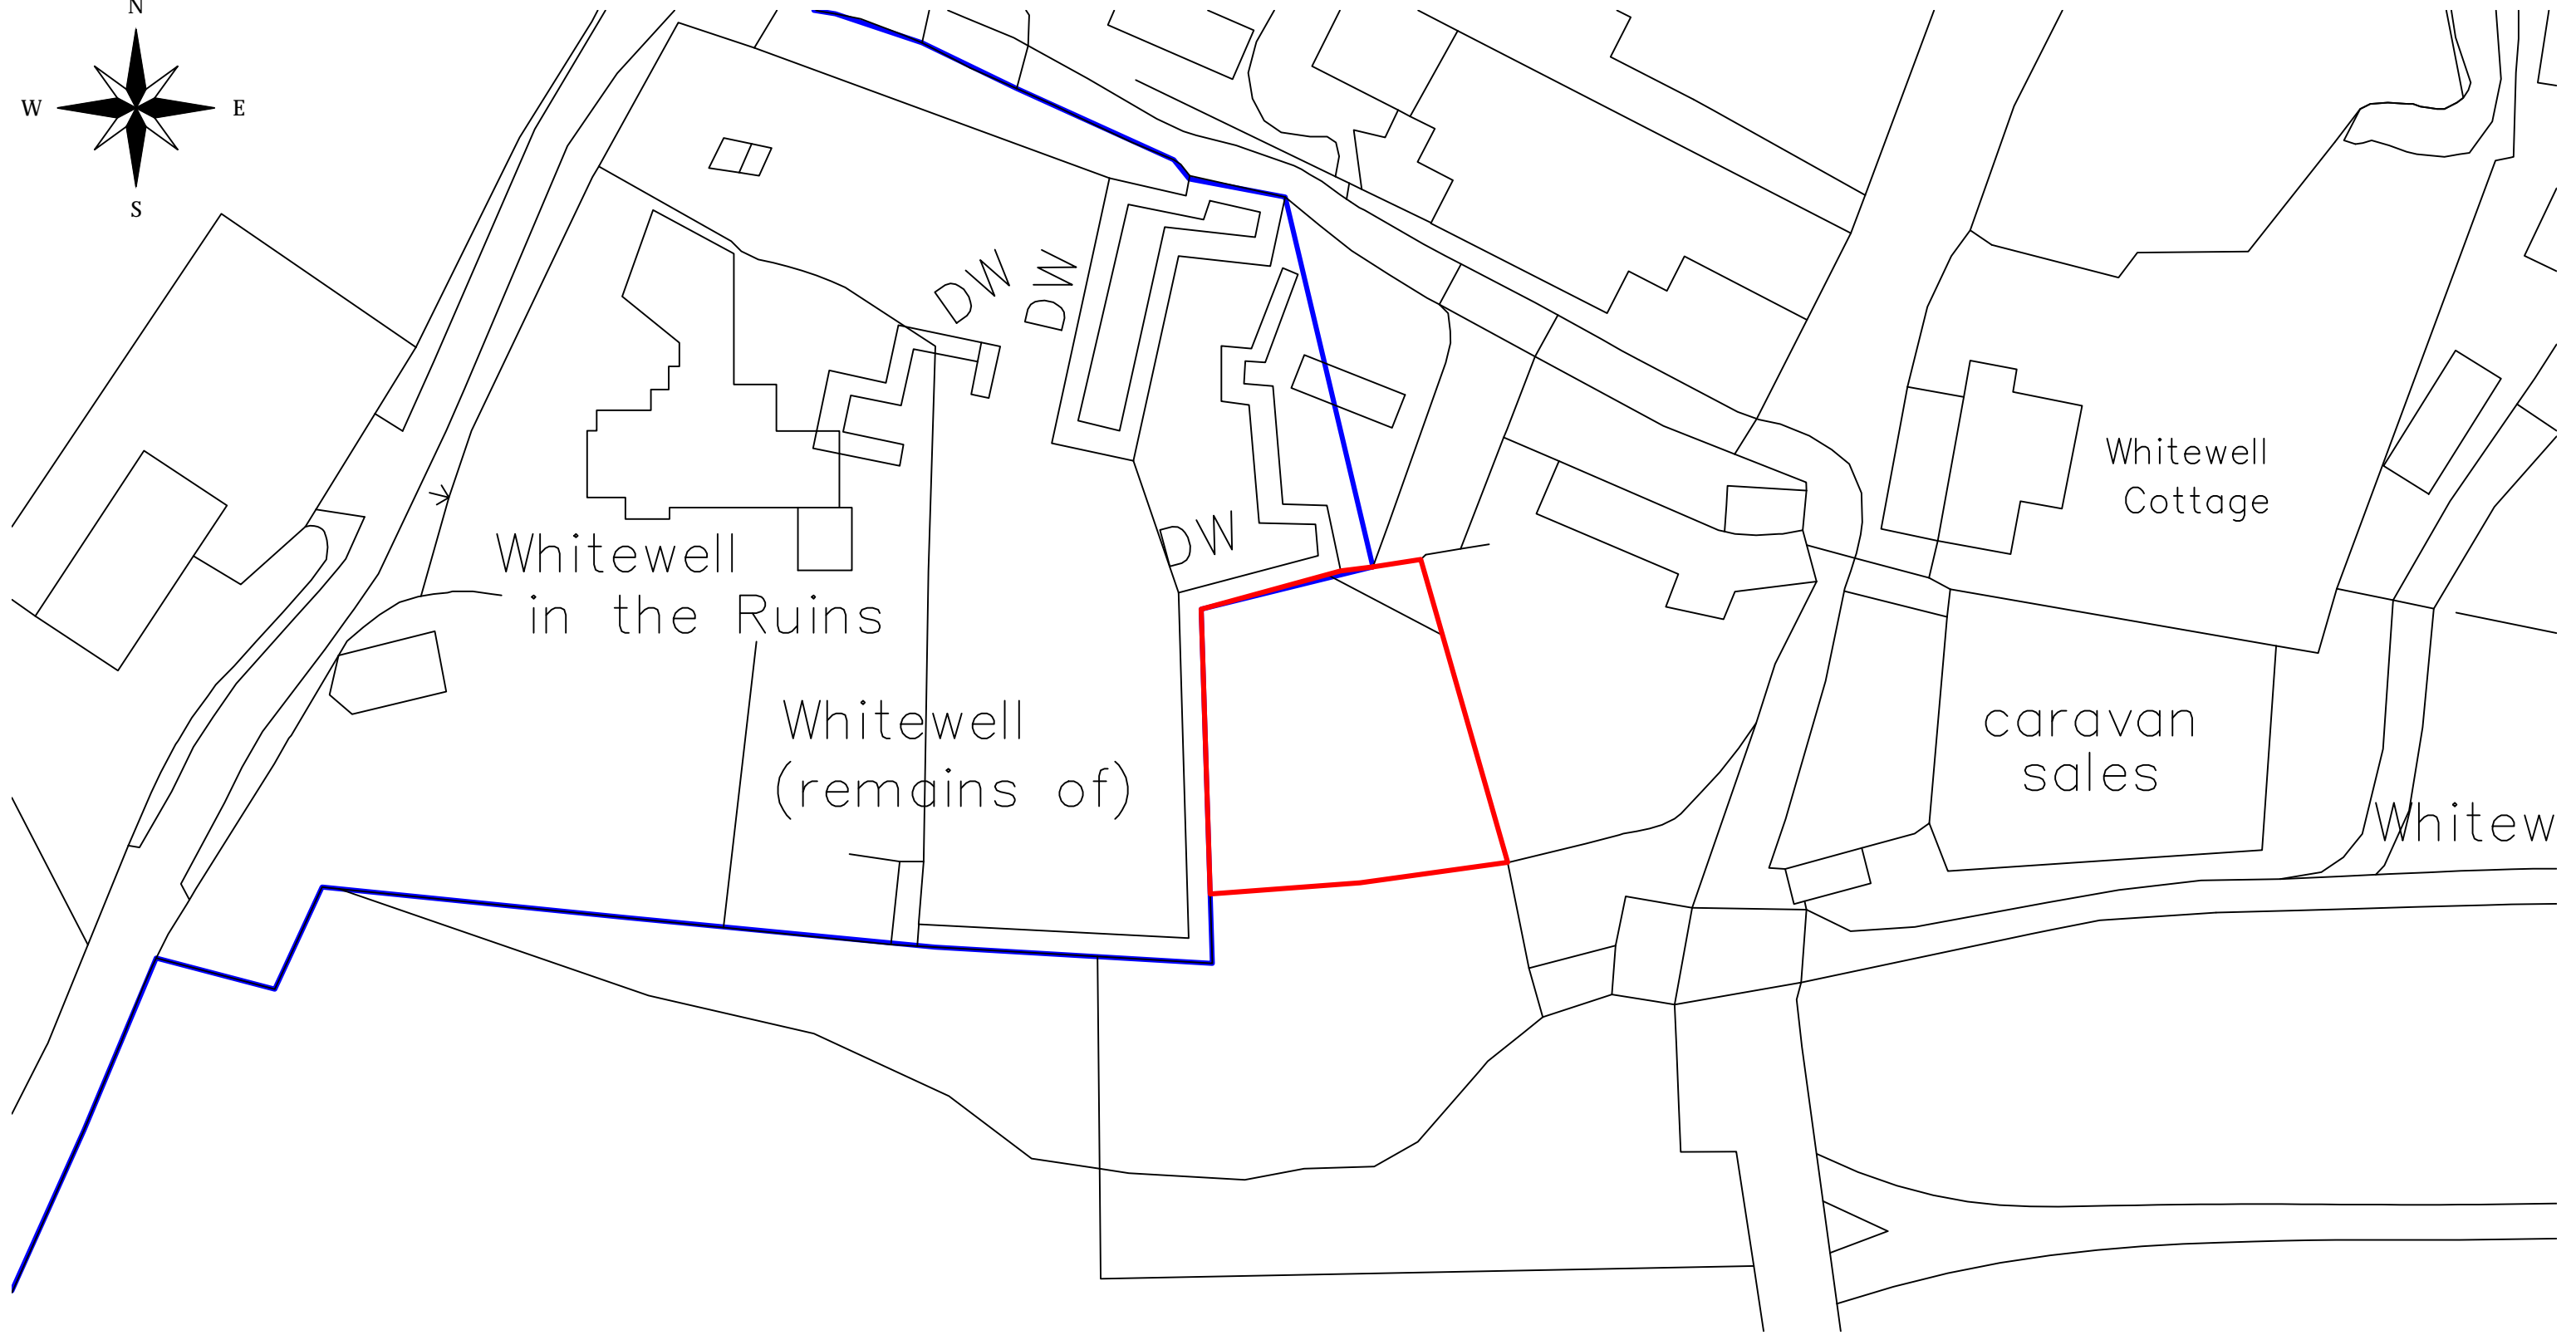 N
W
E
S
DW
DW
Whitewell
Cottage
DW
Whitewell
in the Ruins
Whitewell
(remains of)
caravan
sales
Whitew